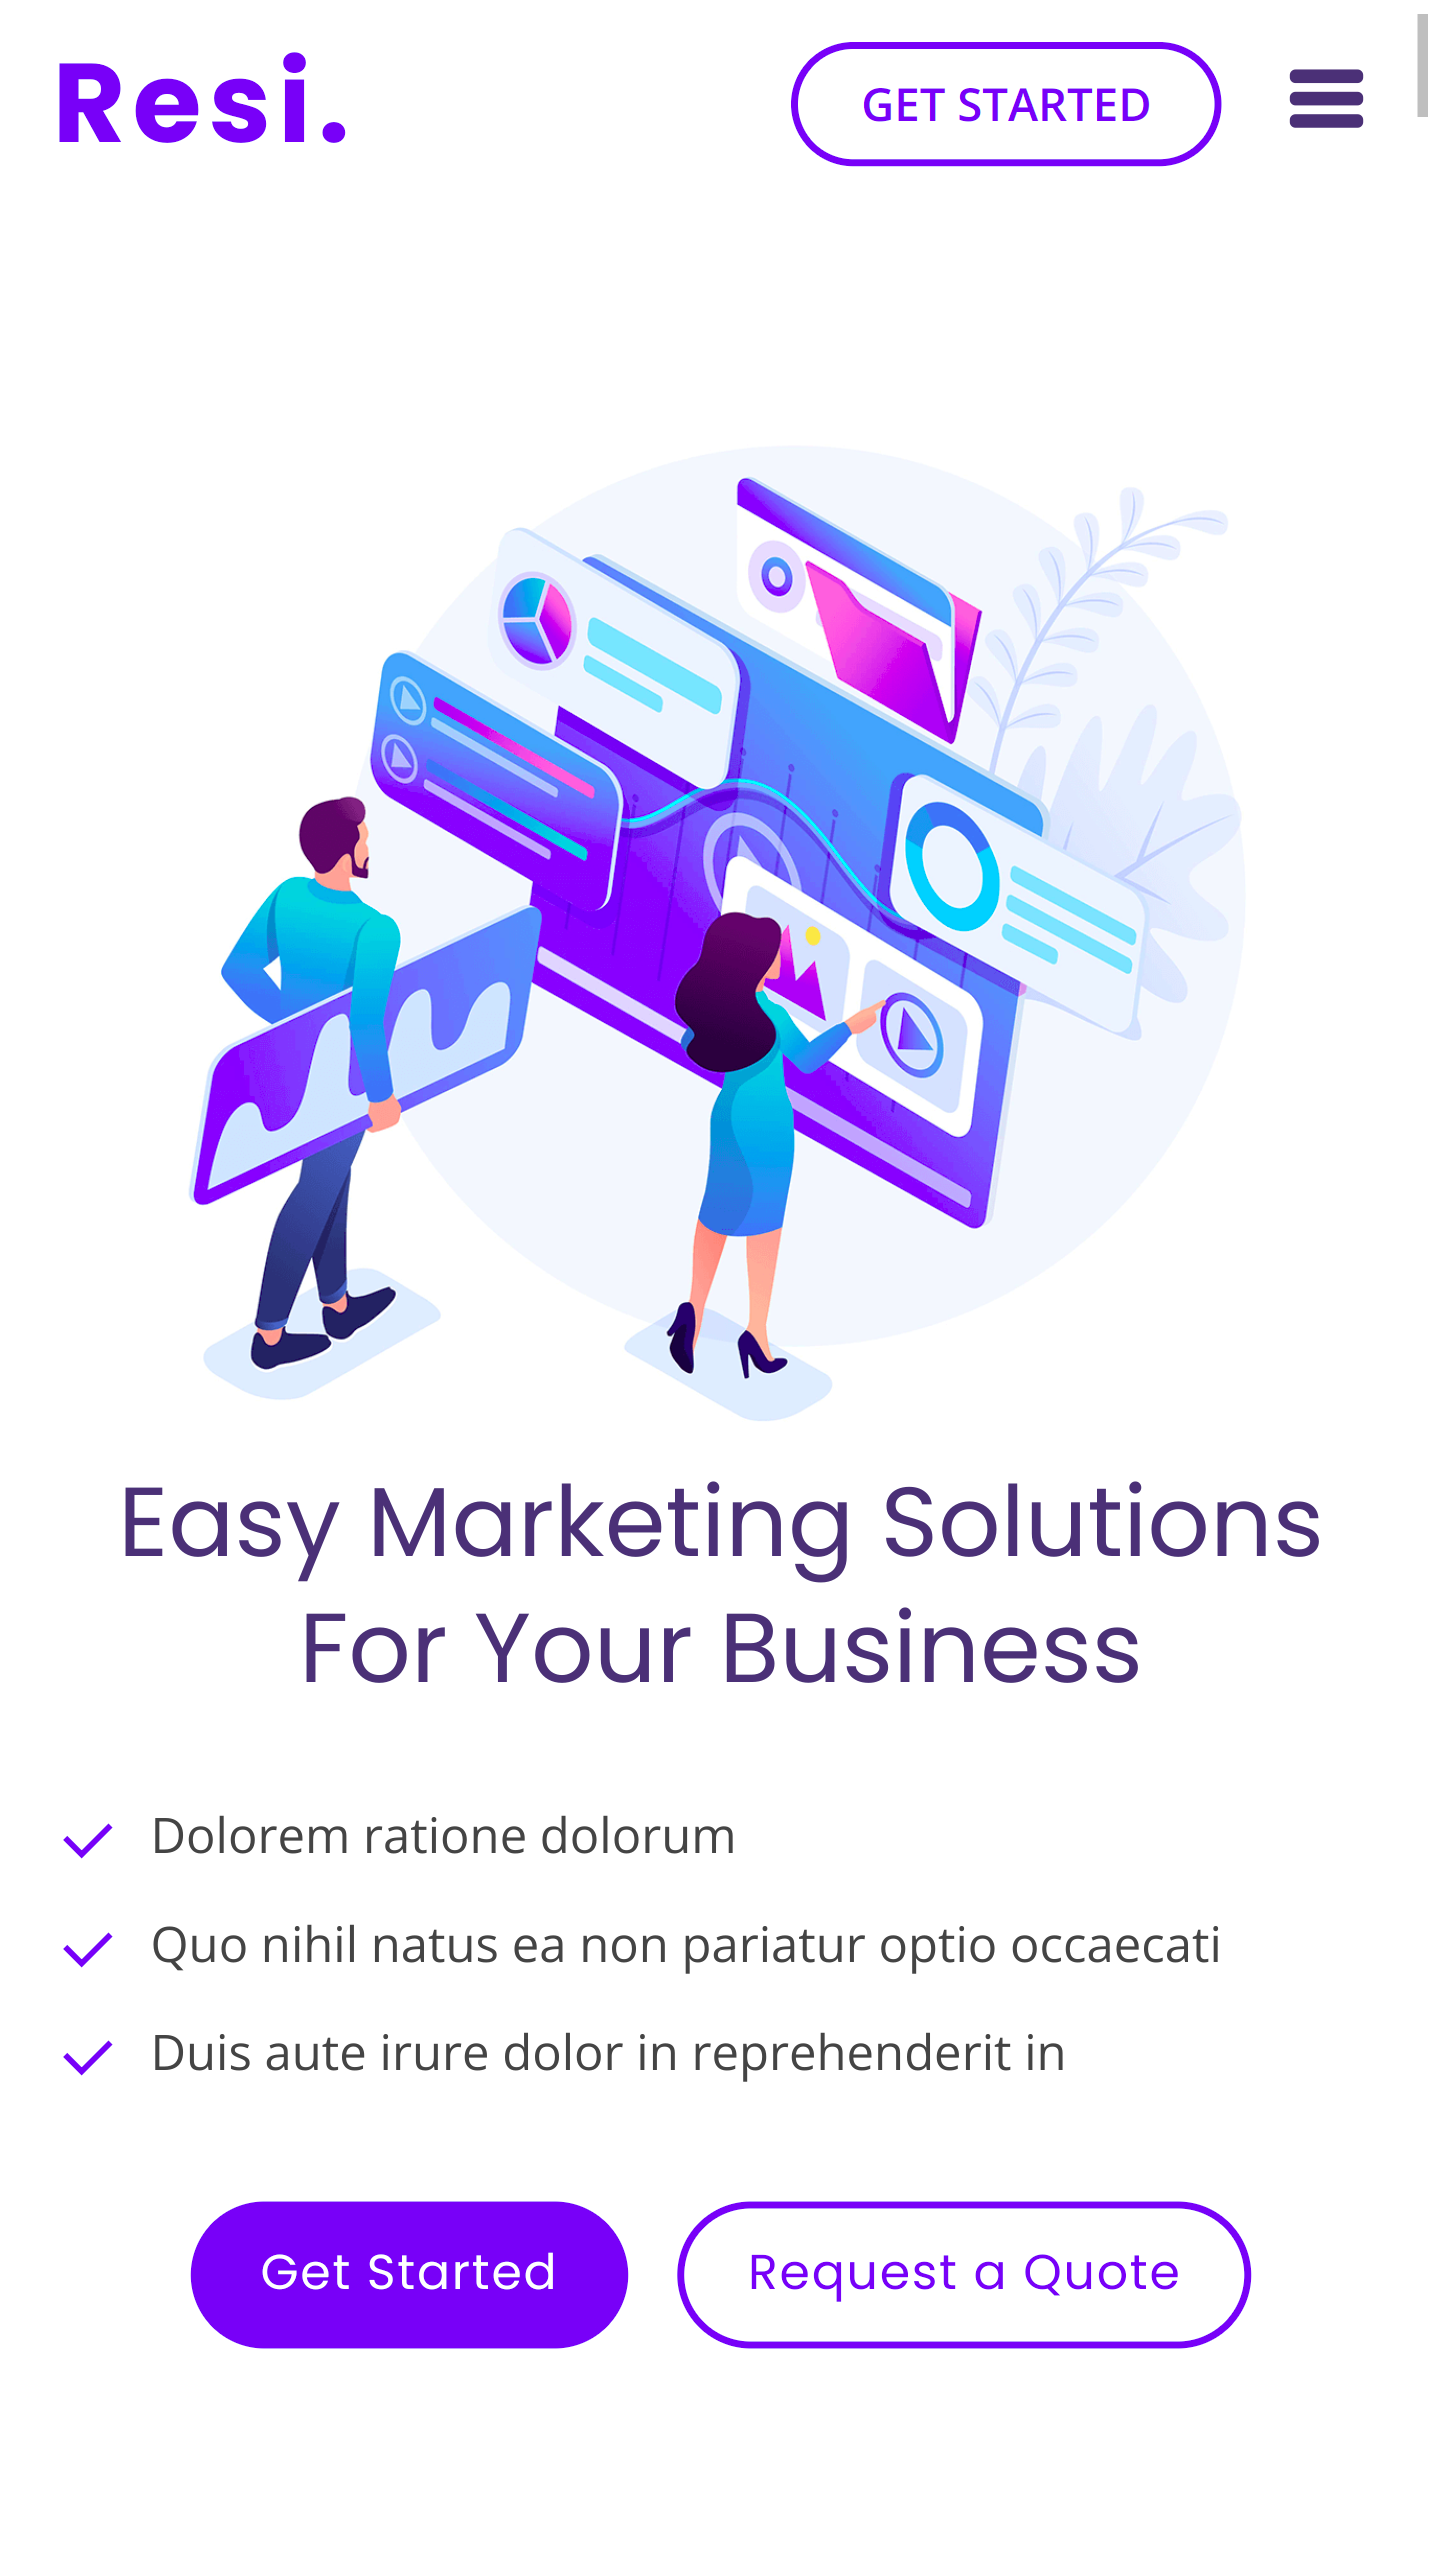 Resi.
GET STARTED
Easy Marketing Solutions
For Your Business
Dolorem ratione dolorum
Quo nihil natus ea non pariatur optio occaecati
Duis aute irure dolor in reprehenderit in
Get Started
Request a Quote